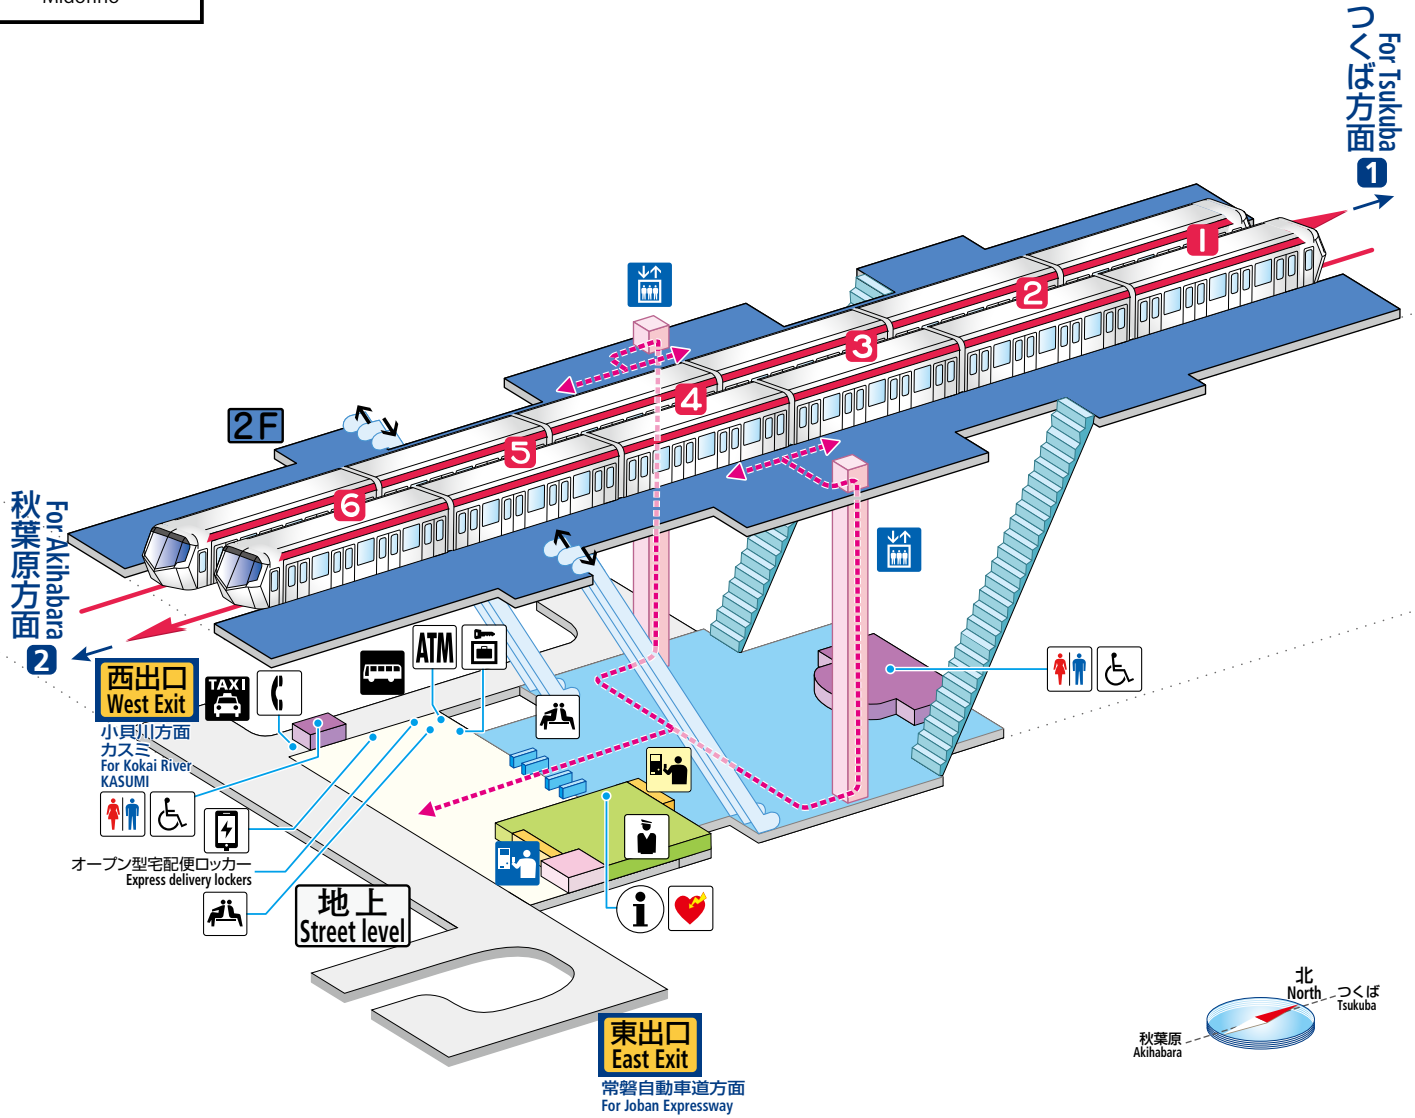 For Tsukuba
つくば方面
1
1
2
3
4
5
6
2F
For Akihabara
秋葉原方面
2
西出口
West Exit
小貝川方面
カスミ
For Kokai River
KASUMI
TAXI
ATM
オープン型宅配便ロッカー
Express delivery lockers
地上
Street level
i
東出口
East Exit
常磐自動車道方面
For Joban Expressway
北
North
つくば
Tsukuba
秋葉原
Akihabara